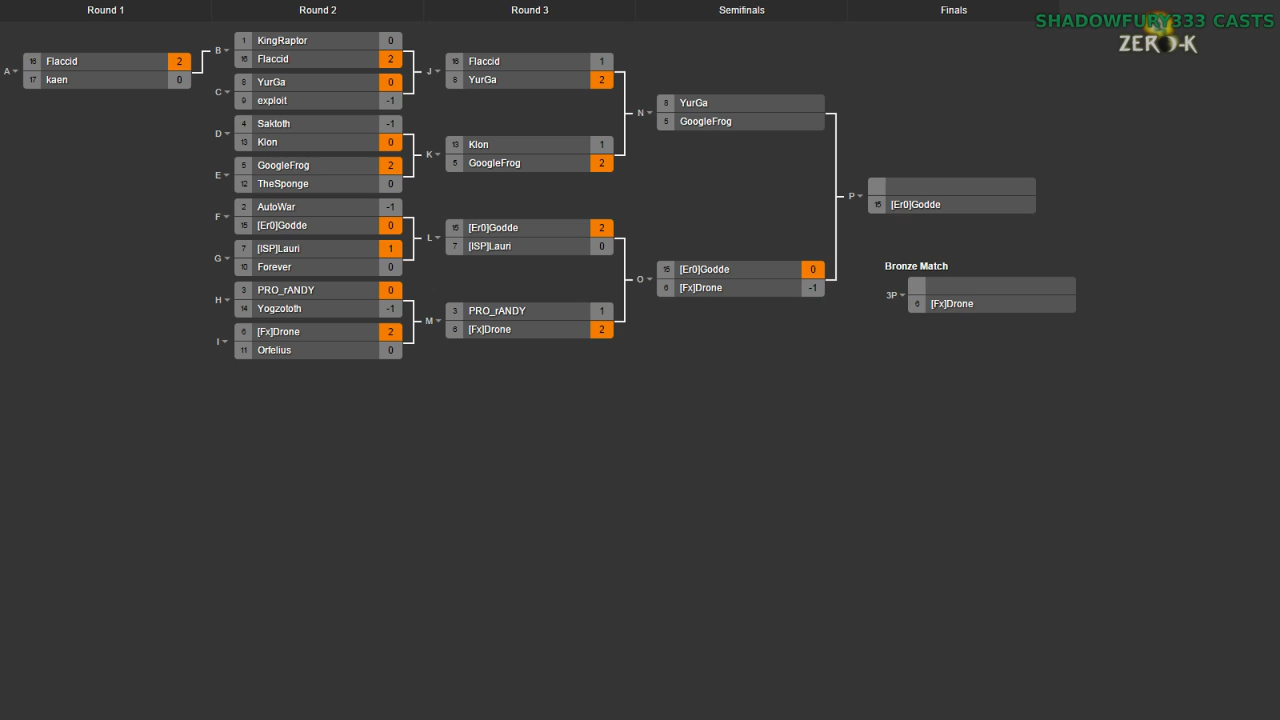 Round 1
Round 2
Round 3
Semifinals
Finals
SHADOWFURY333 CASTS
ZERO-K
A
16 Flaccid 2
17 kaen 0
B
1 KingRaptor 0
16 Flaccid 2
C
8 YurGa 0
9 exploit -1
D
4 Saktoth -1
13 Klon 0
E
5 GoogleFrog 2
12 TheSponge 0
F
2 AutoWar -1
15 [Er0]Godde 0
G
7 [ISP]Lauri 1
10 Forever 0
H
3 PRO_rANDY 0
14 Yogzototh -1
I
6 [Fx]Drone 2
11 Orfelius 0
J
16 Flaccid 1
8 YurGa 2
K
13 Klon 1
5 GoogleFrog 2
L
15 [Er0]Godde 2
7 [ISP]Lauri 0
M
3 PRO_rANDY 1
6 [Fx]Drone 2
N
8 YurGa
5 GoogleFrog
O
15 [Er0]Godde 0
6 [Fx]Drone -1
P
15 [Er0]Godde
Bronze Match
3P
6 [Fx]Drone